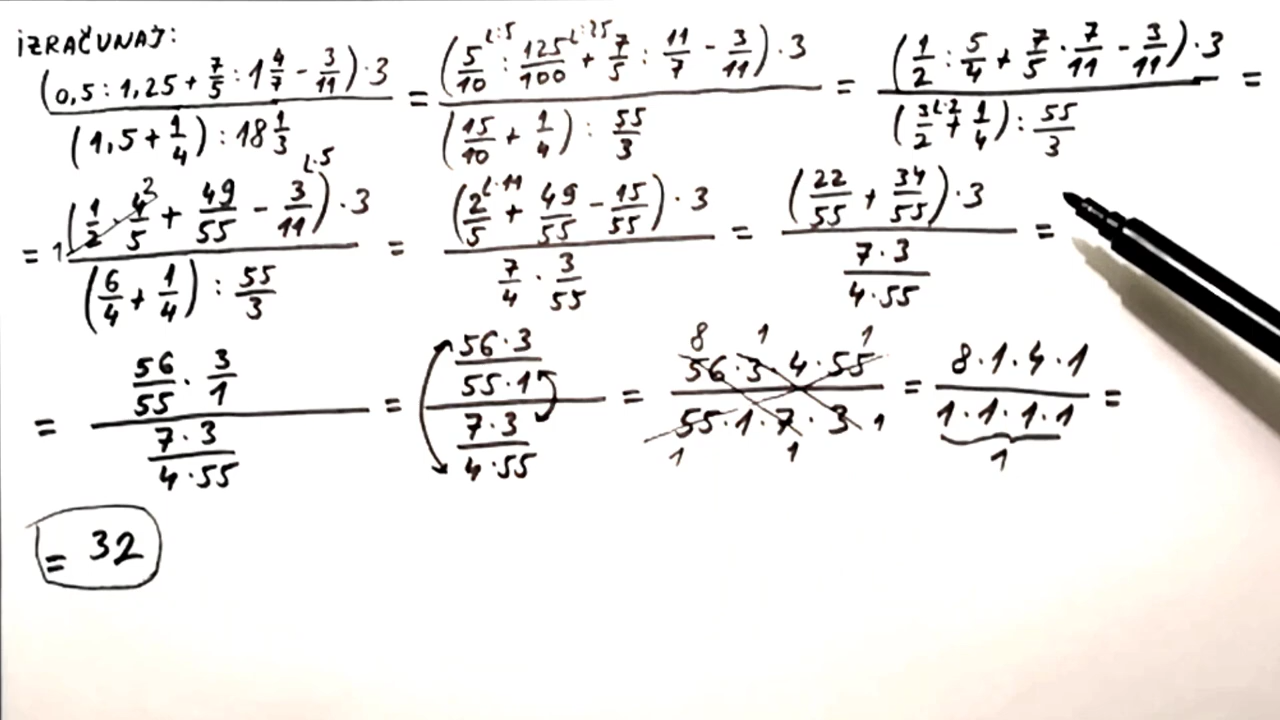 IZRAČUNAJ:
(0,5 : 1,25 + 7/5 : 1 4/7 - 3/11) · 3 / (1,5 + 1/4) : 18 1/3 = (5/10 : 125/100 + 7/5 : 11/7 - 3/11) · 3 / (15/10 + 1/4) : 55/3 = (1/2 : 5/4 + 7/5 · 7/11 - 3/11) · 3 / (3/2 + 1/4) : 55/3 =
= (1/2 · 4/5 + 49/55 - 3/11) · 3 / (6/4 + 1/4) : 55/3 = (2/5 + 49/55 - 15/55) · 3 / 7/4 · 3/55 = (22/55 + 34/55) · 3 / 7·3/4·55 =
= 56/55 · 3/1 / 7·3/4·55 = 56·3/55·1 / 7·3/4·55 = 56·3·4·55 / 55·1·7·3 = 8·1·4·1 / 1·1·1·1 =
1
= 32